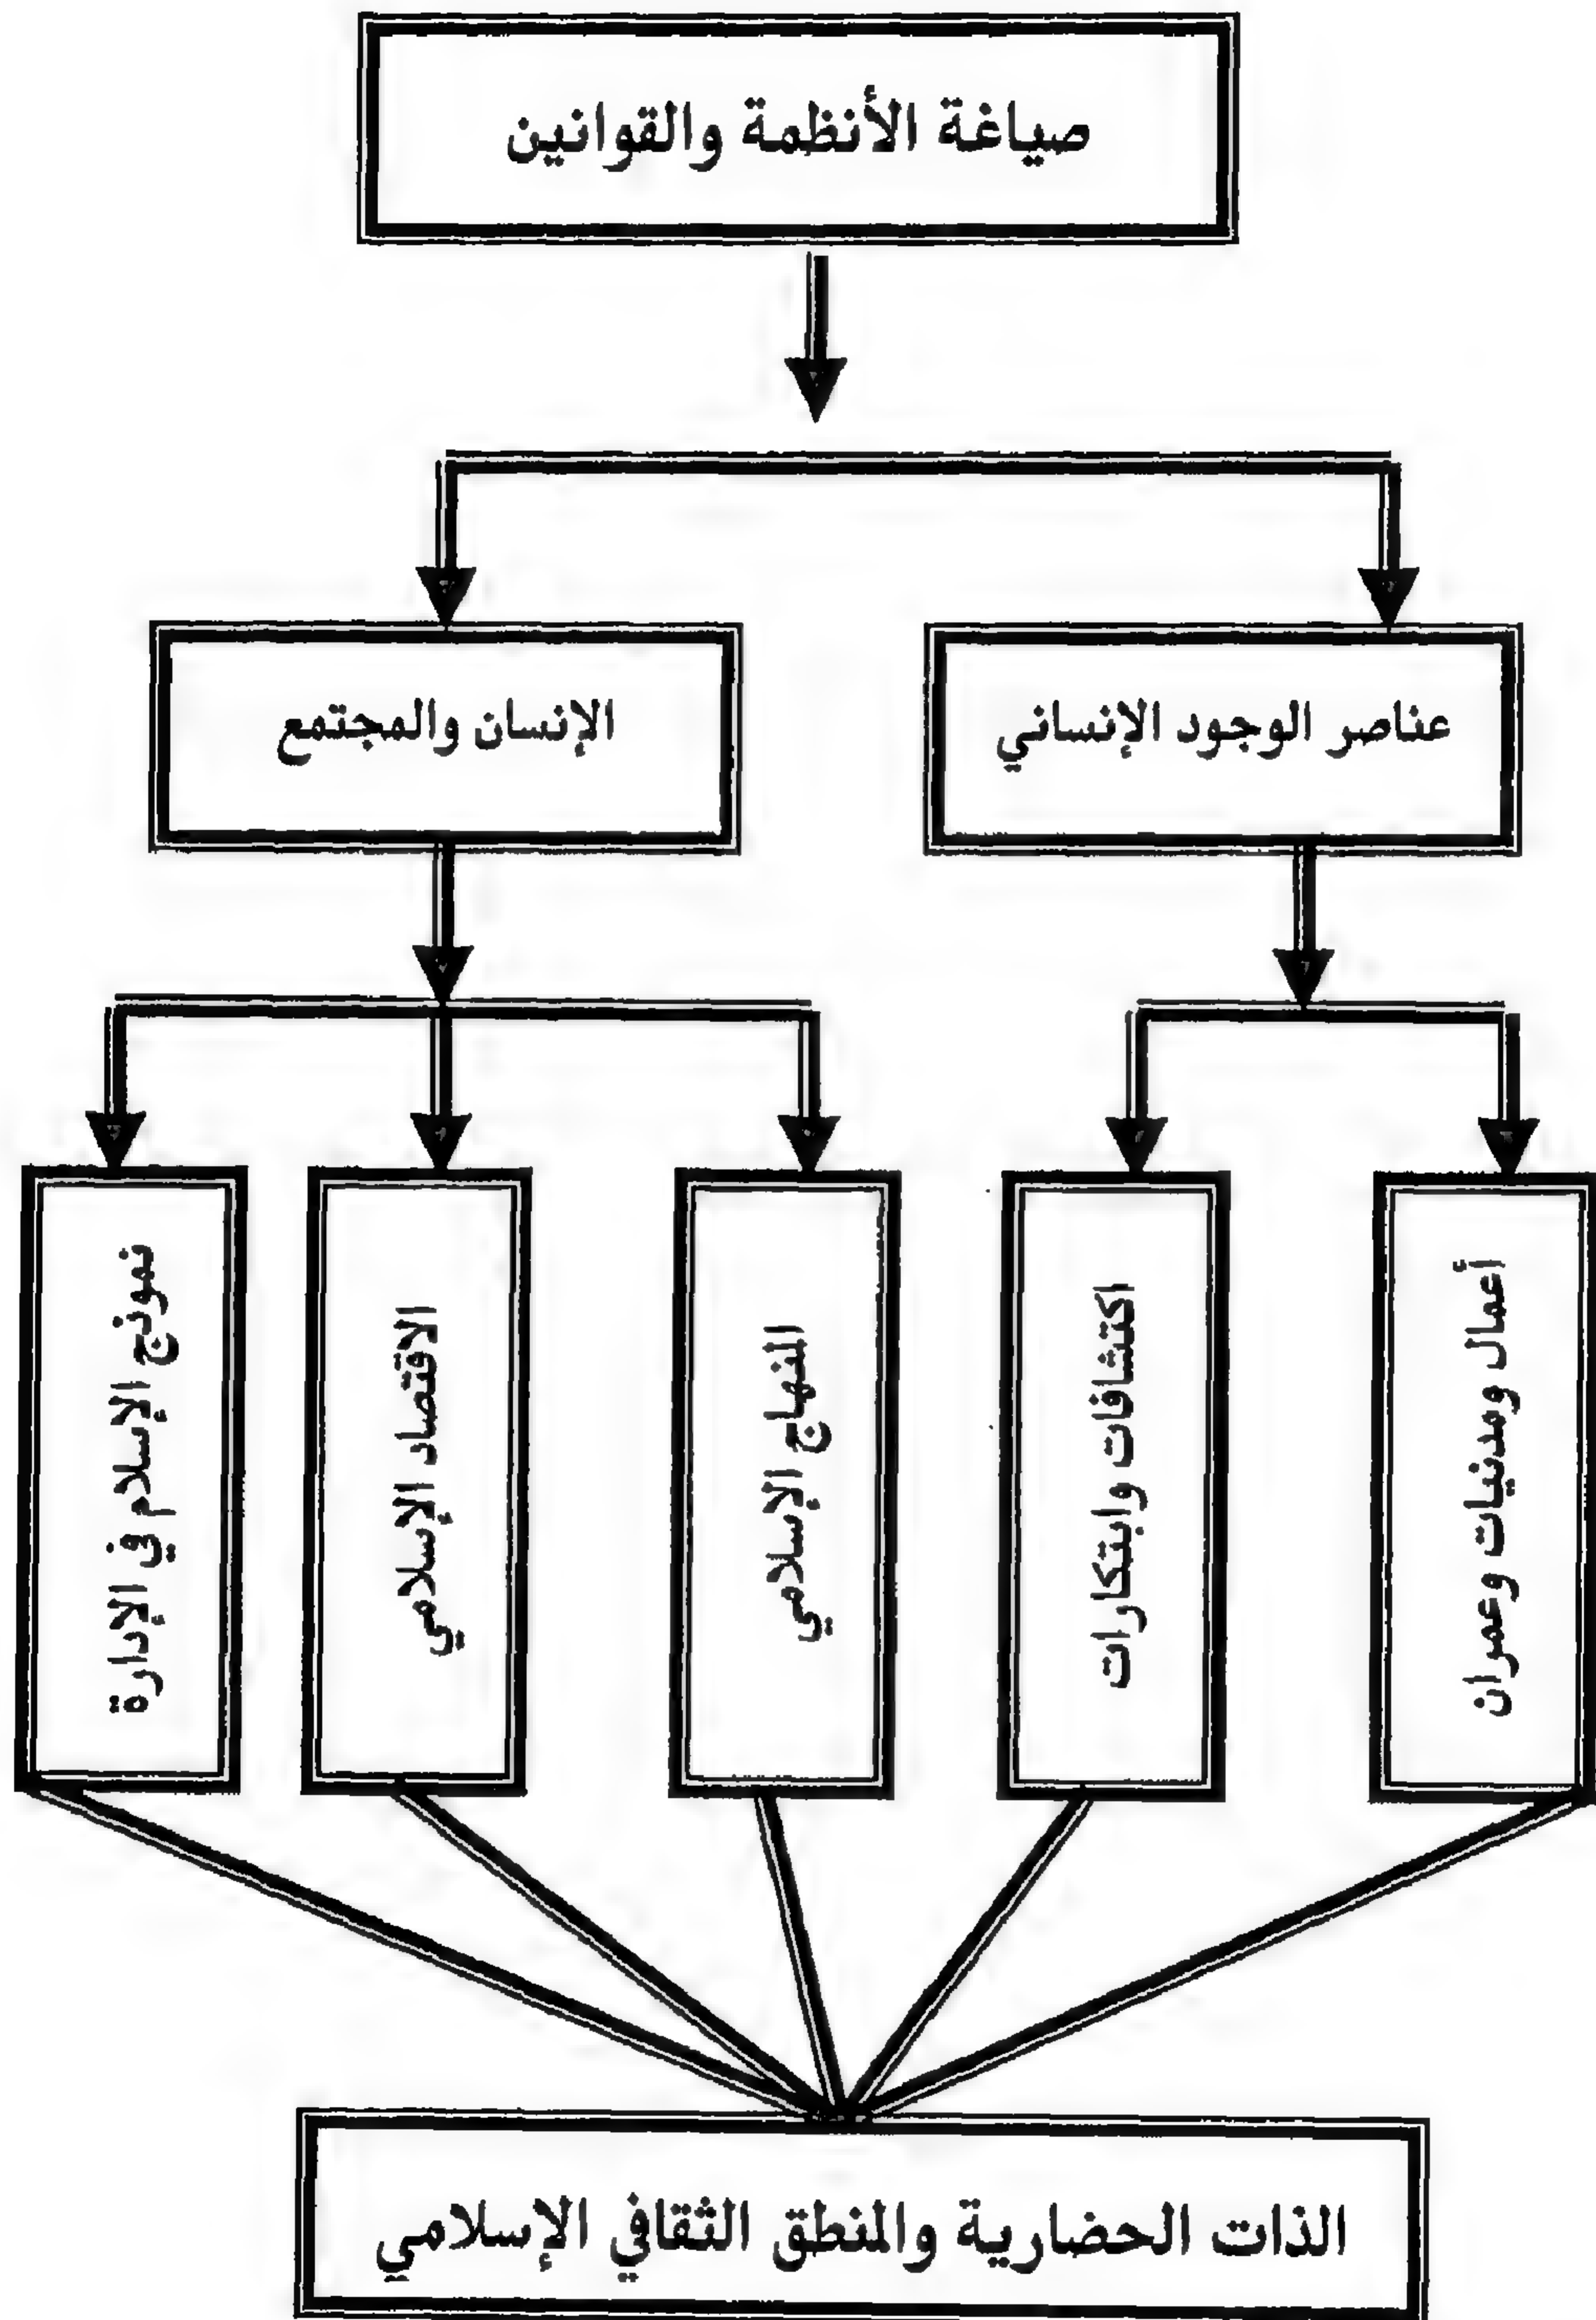 صياغة الأنظمة والقوانين
عناصر الوجود الإنساني
الإنسان والمجتمع
أعمال ومدنيات وعمران
اكتشافات وابتكارات
المنهاج الإسلامي
الاقتصاد الإسلامي
نموذج الإسلام في الإدارة
الذات الحضارية والمنطق الثقافي الإسلامي